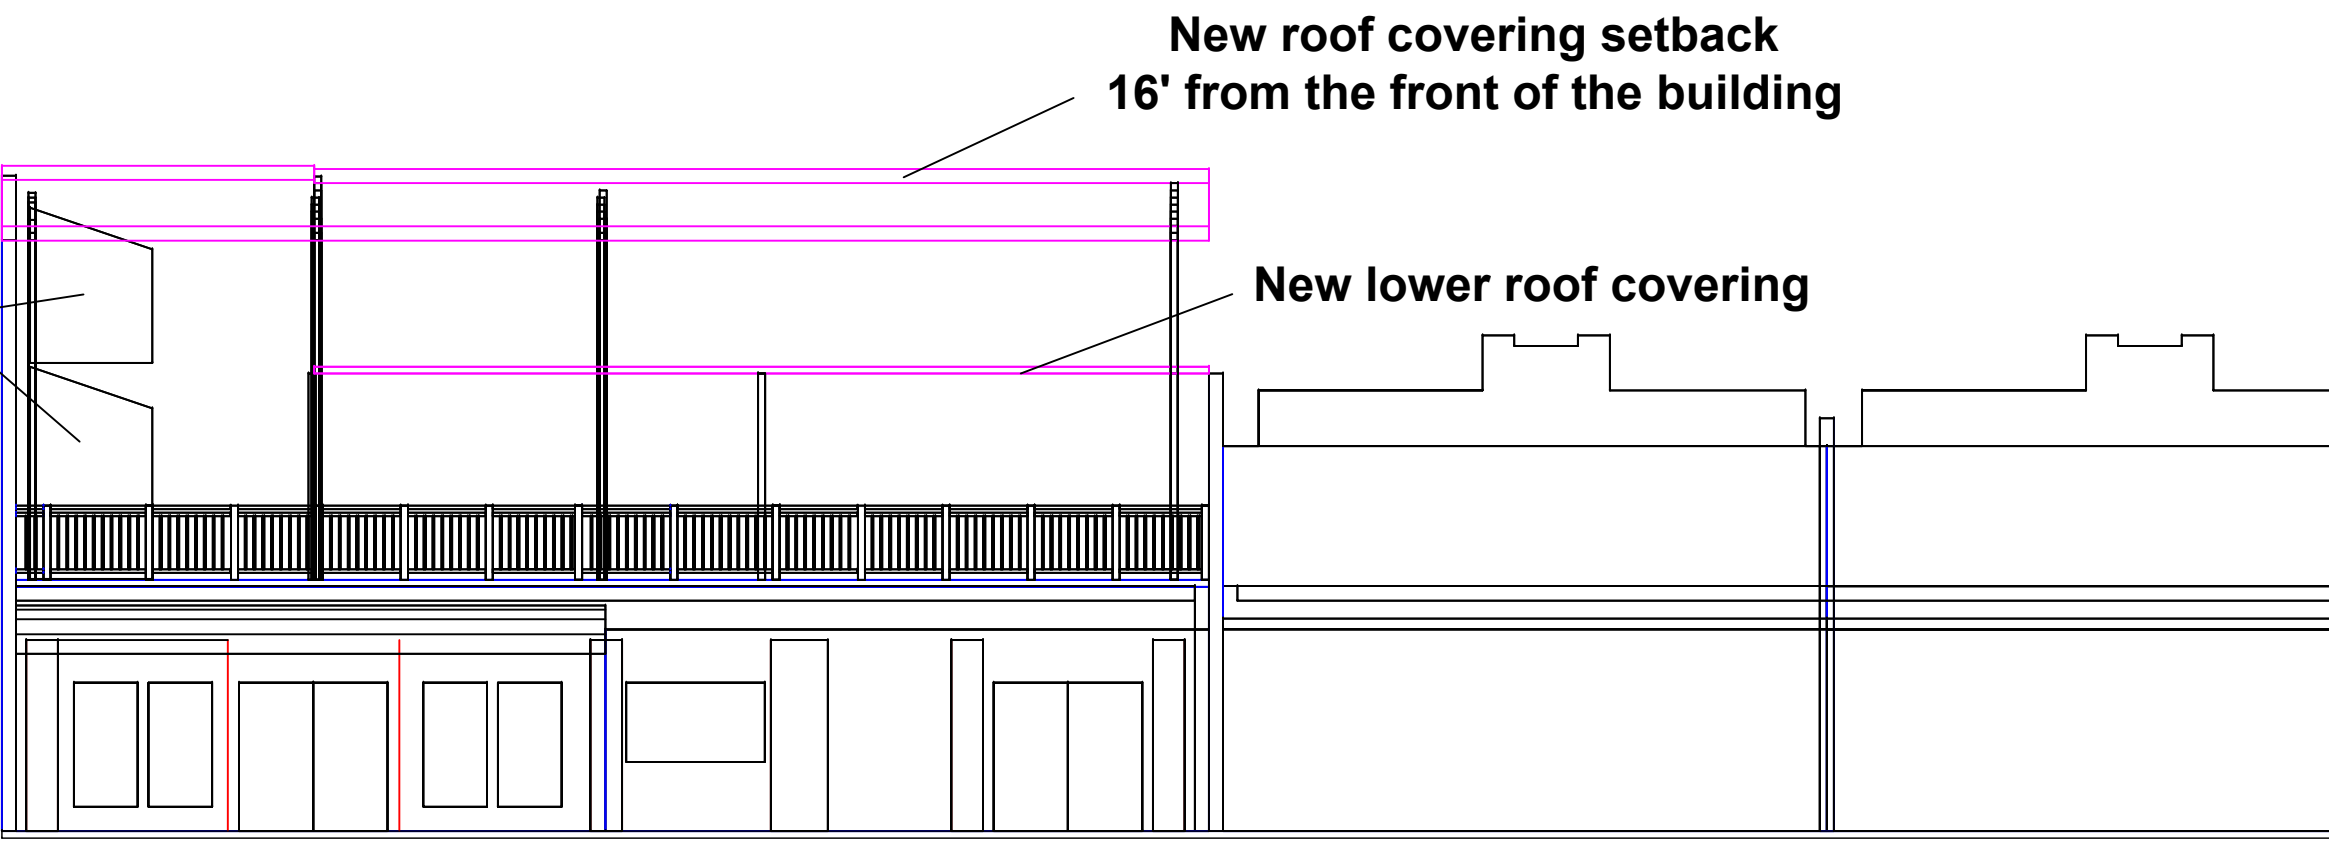 New roof covering setback
16' from the front of the building
New lower roof covering